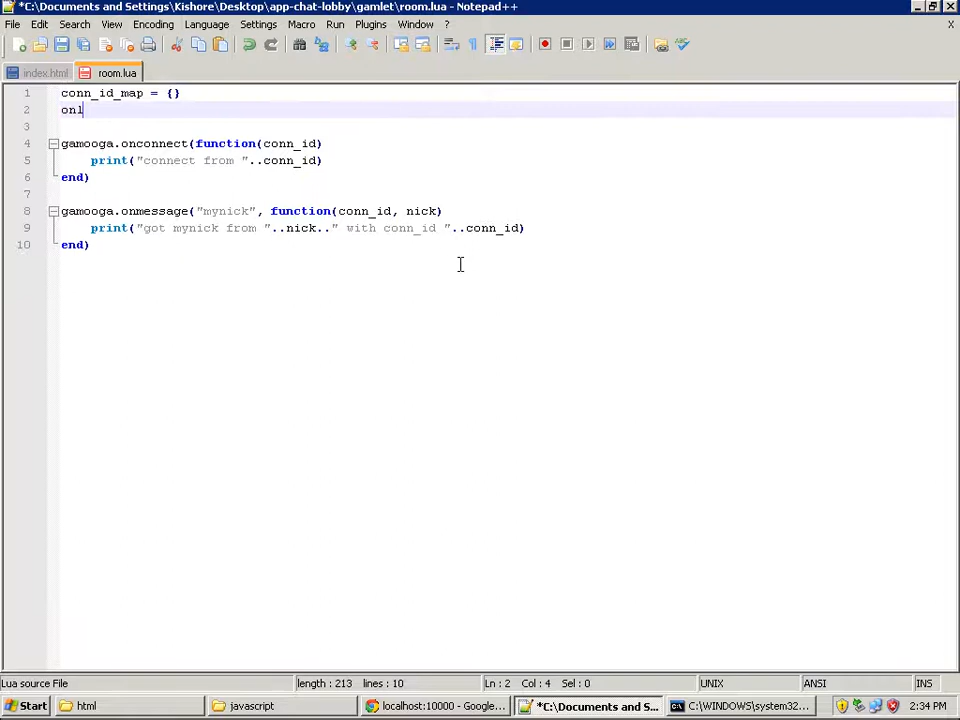 *C:\Documents and Settings\Kishore\Desktop\app-chat-lobby\gamlet\room.lua - Notepad++
File Edit Search View Encoding Language Settings Macro Run Plugins Window ? X
index.html room.lua
1 conn_id_map = {}
2 onl
3
4 gamooga.onconnect(function(conn_id)
5 print("connect from "..conn_id)
6 end)
7
8 gamooga.onmessage("mynick", function(conn_id, nick)
9 print("got mynick from "..nick.." with conn_id "..conn_id)
10 end)
Lua source File length : 213 lines : 10 Ln : 2 Col : 4 Sel : 0 UNIX ANSI INS
Start html javascript localhost:10000 - Google... *C:\Documents and S... C:\WINDOWS\system32... 2:34 PM